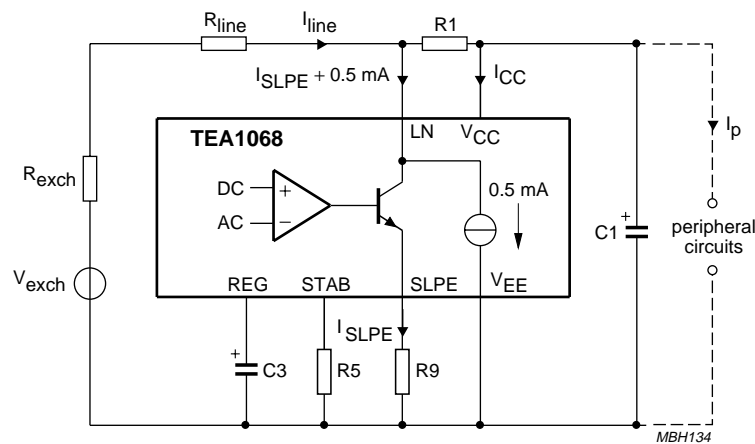 Rline
Iline
R1
ISLPE + 0.5 mA
ICC
TEA1068
LN
VCC
Ip
Rexch
DC
+
0.5 mA
AC
−
+
C1
peripheral
circuits
Vexch
REG
STAB
SLPE
VEE
ISLPE
+
C3
R5
R9
MBH134